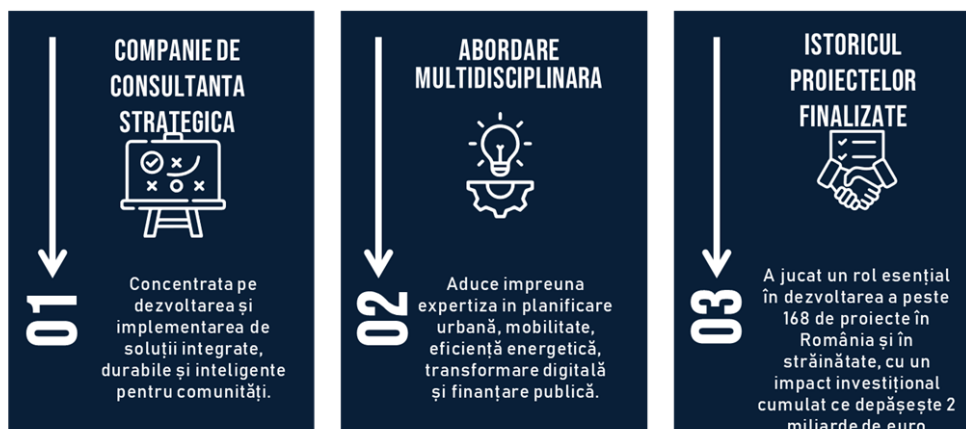 COMPANIE DE
CONSULTANTA
STRATEGICA
01
Concentrata pe
dezvoltarea și
implementarea de
soluții integrate,
durabile și inteligente
pentru comunități.
ABORDARE
MULTIDISCIPLINARA
02
Aduce impreuna
expertiza in planificare
urbană, mobilitate,
eficiență energetică,
transformare digitală
și finanțare publică.
ISTORICUL
PROIECTELOR
FINALIZATE
03
A jucat un rol esențial
în dezvoltarea a peste
168 de proiecte în
România și în
străinătate, cu un
impact investițional
cumulat ce depășește 2
miliarde de euro